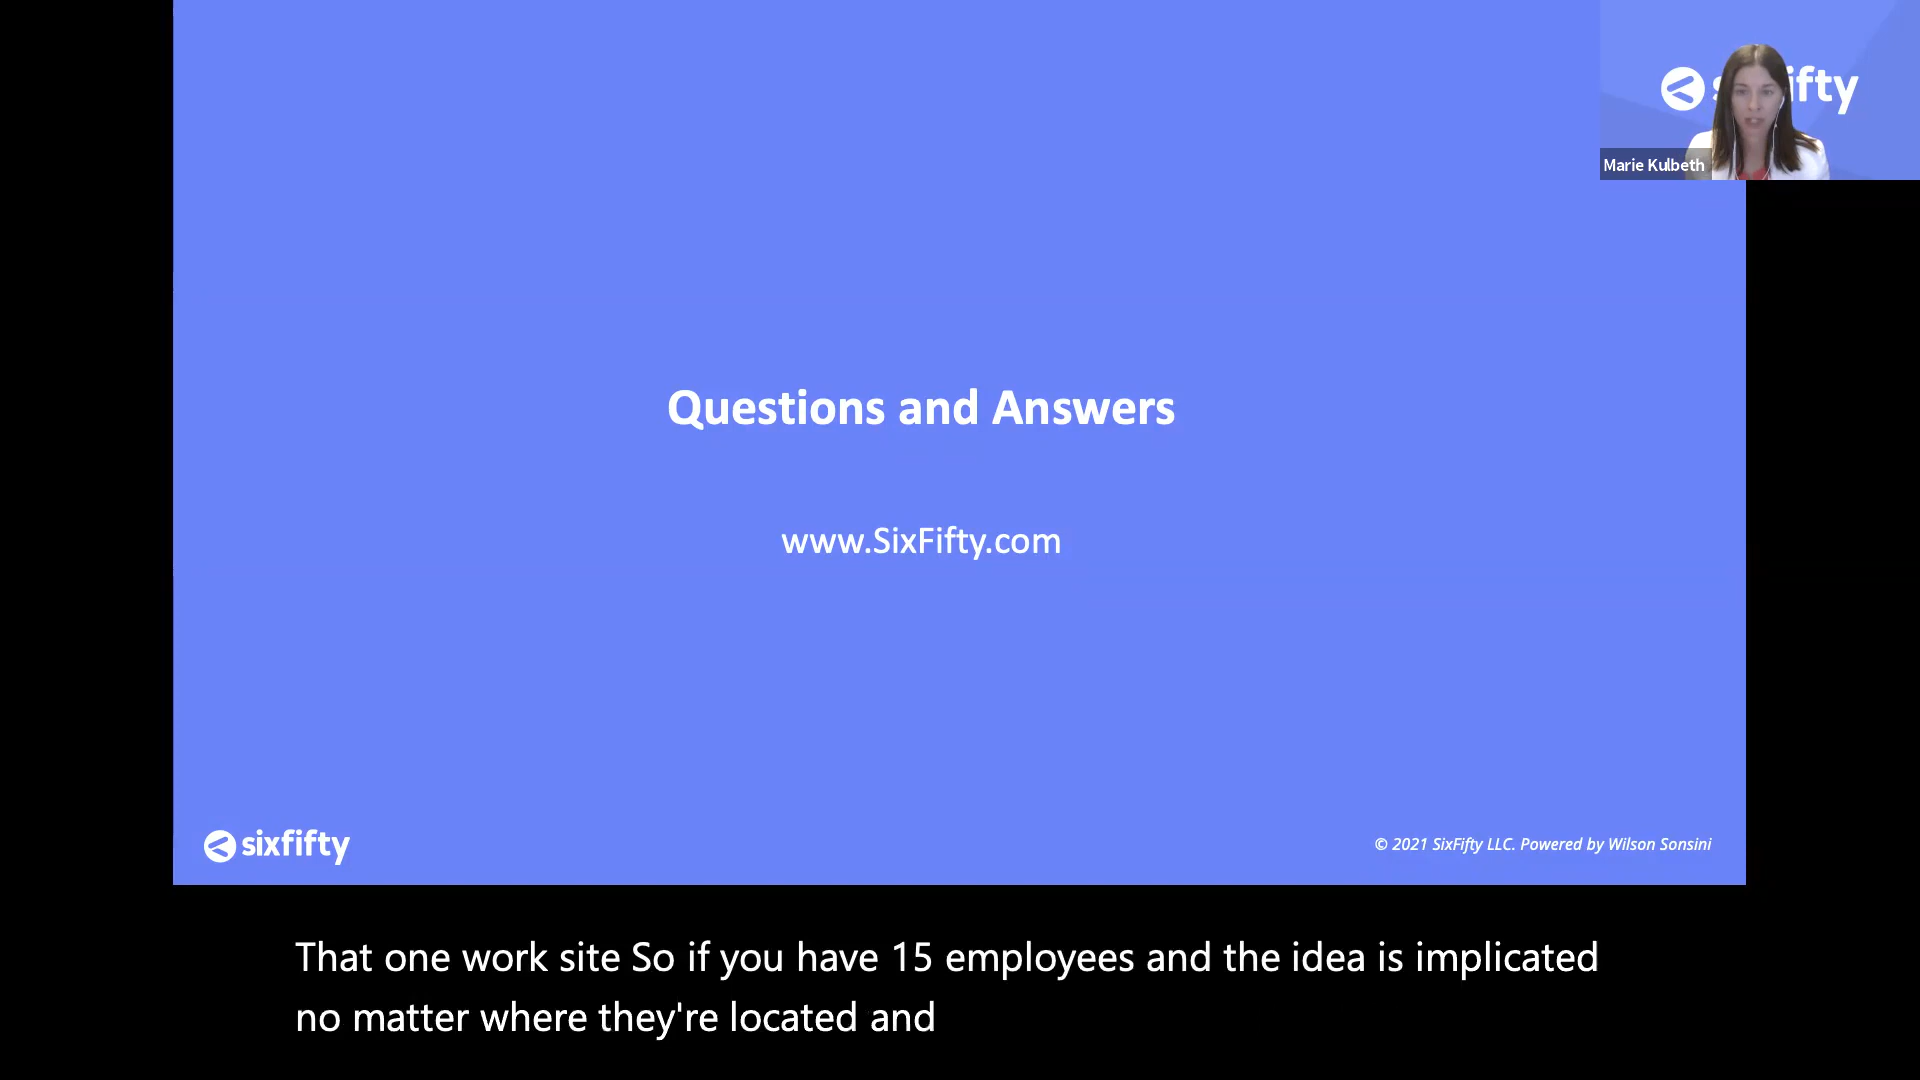 Marie Kulbeth
Questions and Answers
www.SixFifty.com
sixfifty
© 2021 SixFifty LLC. Powered by Wilson Sonsini
That one work site So if you have 15 employees and the idea is implicated
no matter where they're located and